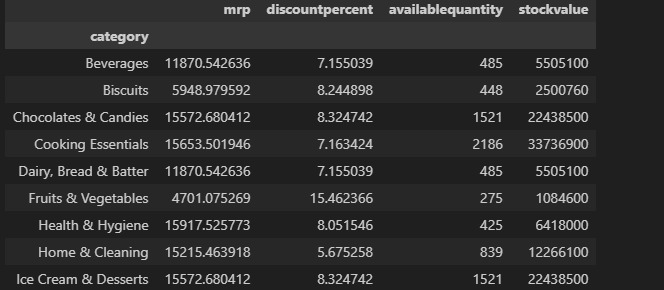 mrp discountpercent availablequantity stockvalue
category
Beverages 11870.542636 7.155039 485 5505100
Biscuits 5948.979592 8.244898 448 2500760
Chocolates & Candies 15572.680412 8.324742 1521 22438500
Cooking Essentials 15653.501946 7.163424 2186 33736900
Dairy, Bread & Batter 11870.542636 7.155039 485 5505100
Fruits & Vegetables 4701.075269 15.462366 275 1084600
Health & Hygiene 15917.525773 8.051546 425 6418000
Home & Cleaning 15215.463918 5.675258 839 12266100
Ice Cream & Desserts 15572.680412 8.324742 1521 22438500